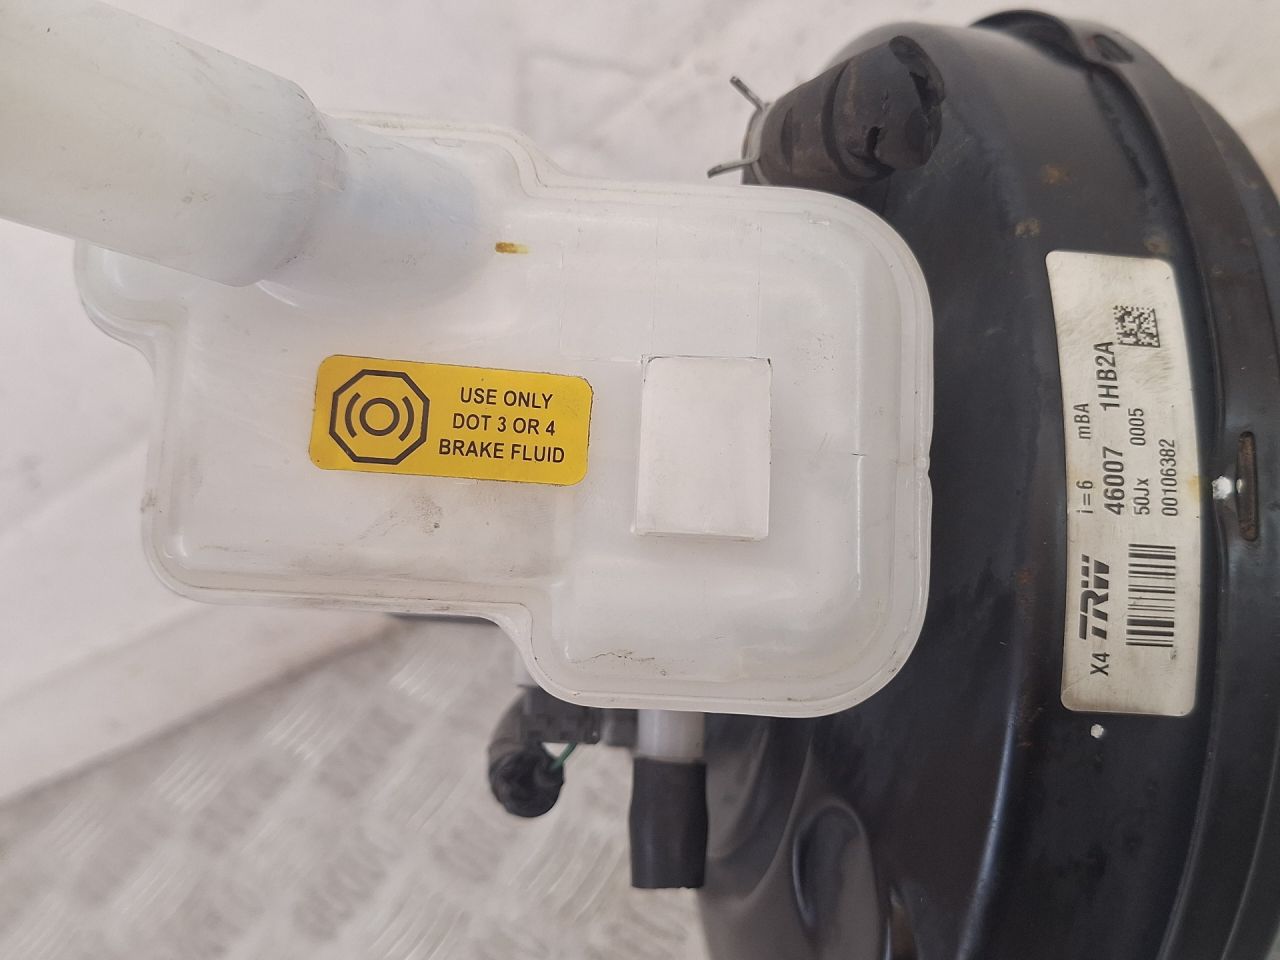 USE ONLY
DOT 3 OR 4
BRAKE FLUID
X4 TRW
i=6 mBA
46007 1HB2A
50Jx 0005
00106382